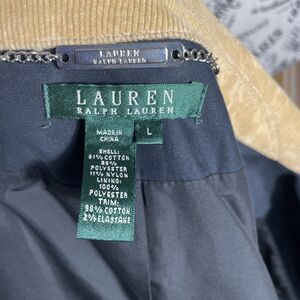 LAUREN
RALPH LAUREN
LAUREN
RALPH LAUREN
MADE IN
CHINA
L
SHELL:
61% COTTON
28%
POLYESTER
11% NYLON
LINING:
100%
POLYESTER
TRIM:
98% COTTON
2% ELASTANE